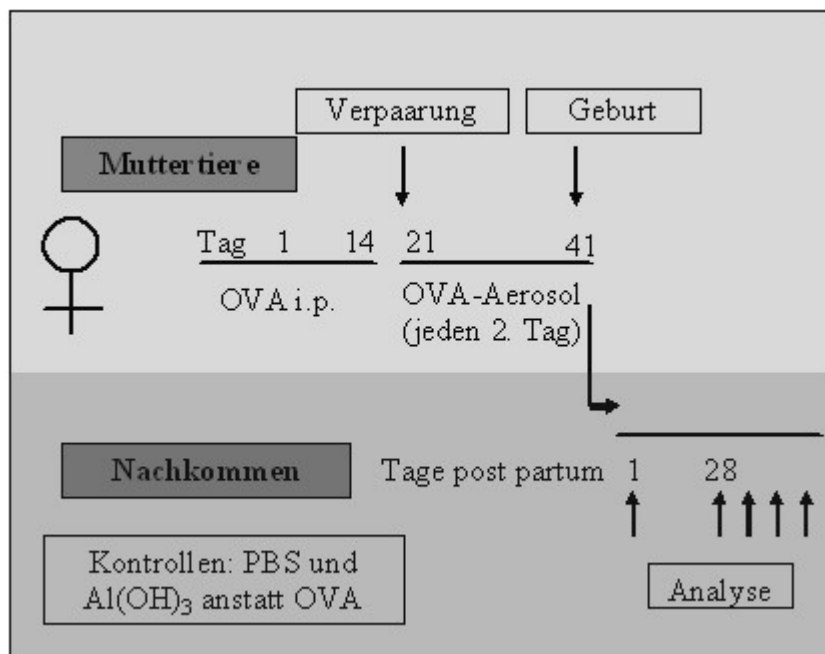 Verpaarung
Geburt
Muttertiere
Tag 1 14 21 41
OVA i.p.
OVA-Aerosol
(jeden 2. Tag)
Nachkommen
Tage post partum 1 28
Kontrollen: PBS und
Al(OH)₃ anstatt OVA
Analyse